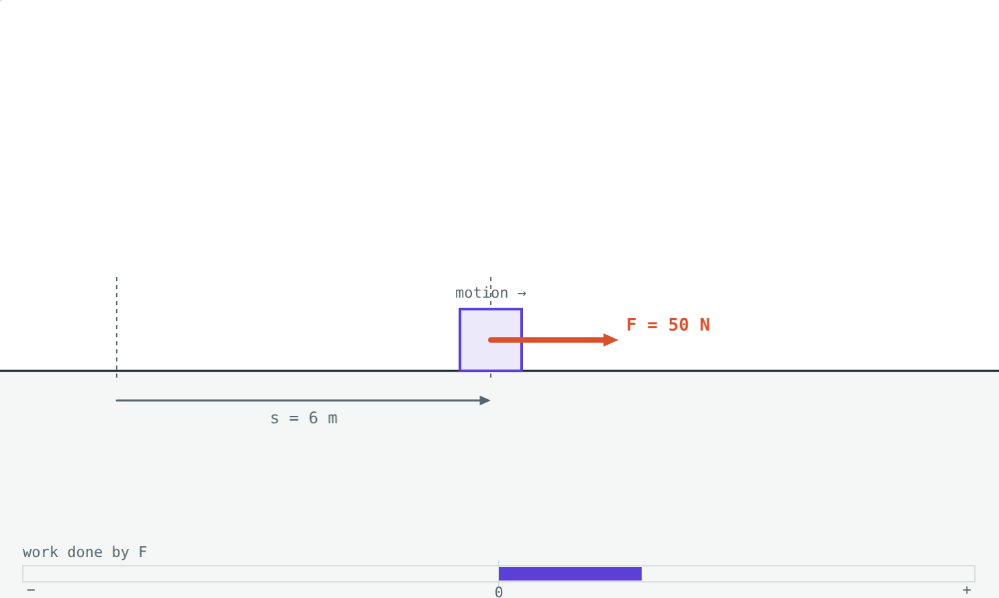 motion →
F = 50 N
s = 6 m
work done by F
− 0 +